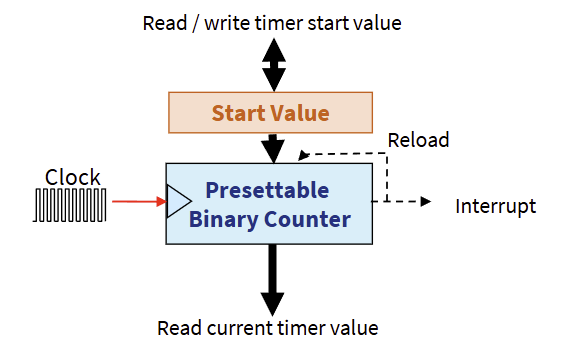 Read / write timer start value
Start Value
Reload
Clock
Presettable
Binary Counter
Interrupt
Read current timer value